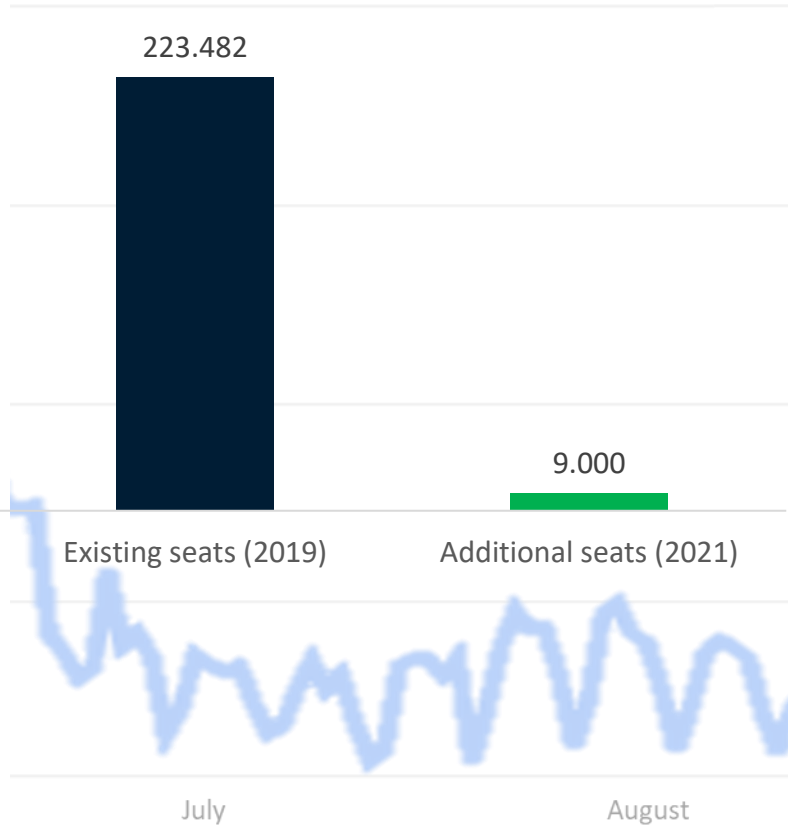 223.482
9.000
Existing seats (2019)
Additional seats (2021)
July
August